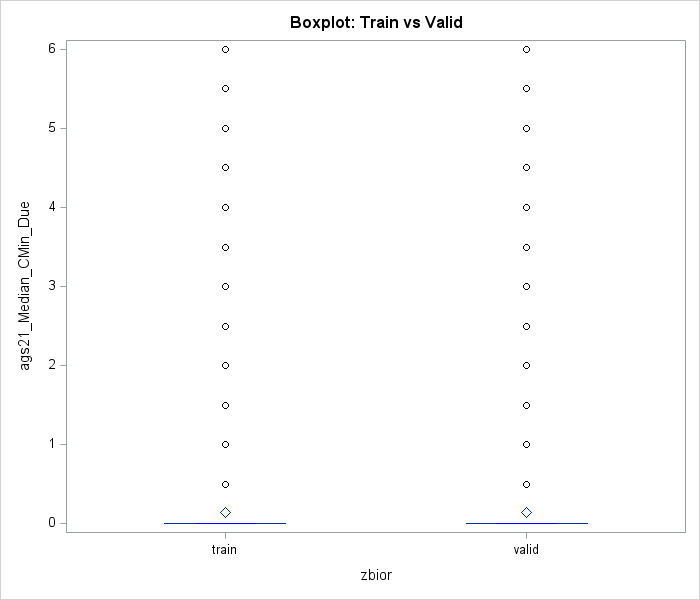 Boxplot: Train vs Valid
6
5
4
3
2
1
0
ags21_Median_CMin_Due
train
valid
zbior